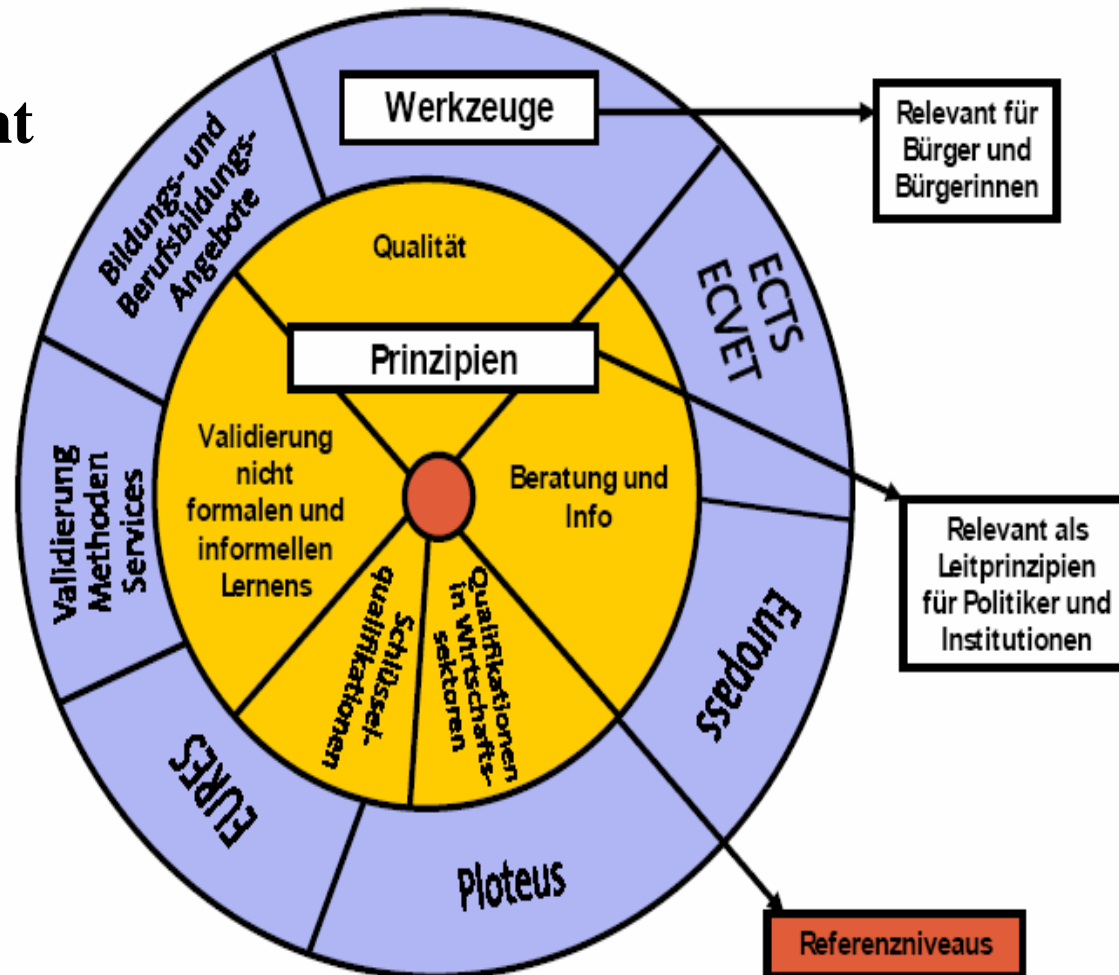 nt
Werkzeuge
Relevant für
Bürger und
Bürgerinnen
Bildungs- und
Berufsbildungs-
Angebote
Qualität
ECTS
ECVET
Prinzipien
Validierung
nicht
formalen und
informellen
Lernens
Beratung und
Info
Validierung
Methoden
Services
Relevant als
Leitprinzipien
für Politiker und
Institutionen
Schlüssel-
qualifikationen
Qualifikationen
in Wirtschafts-
sektoren
Europass
EURES
Ploteus
Referenzniveaus